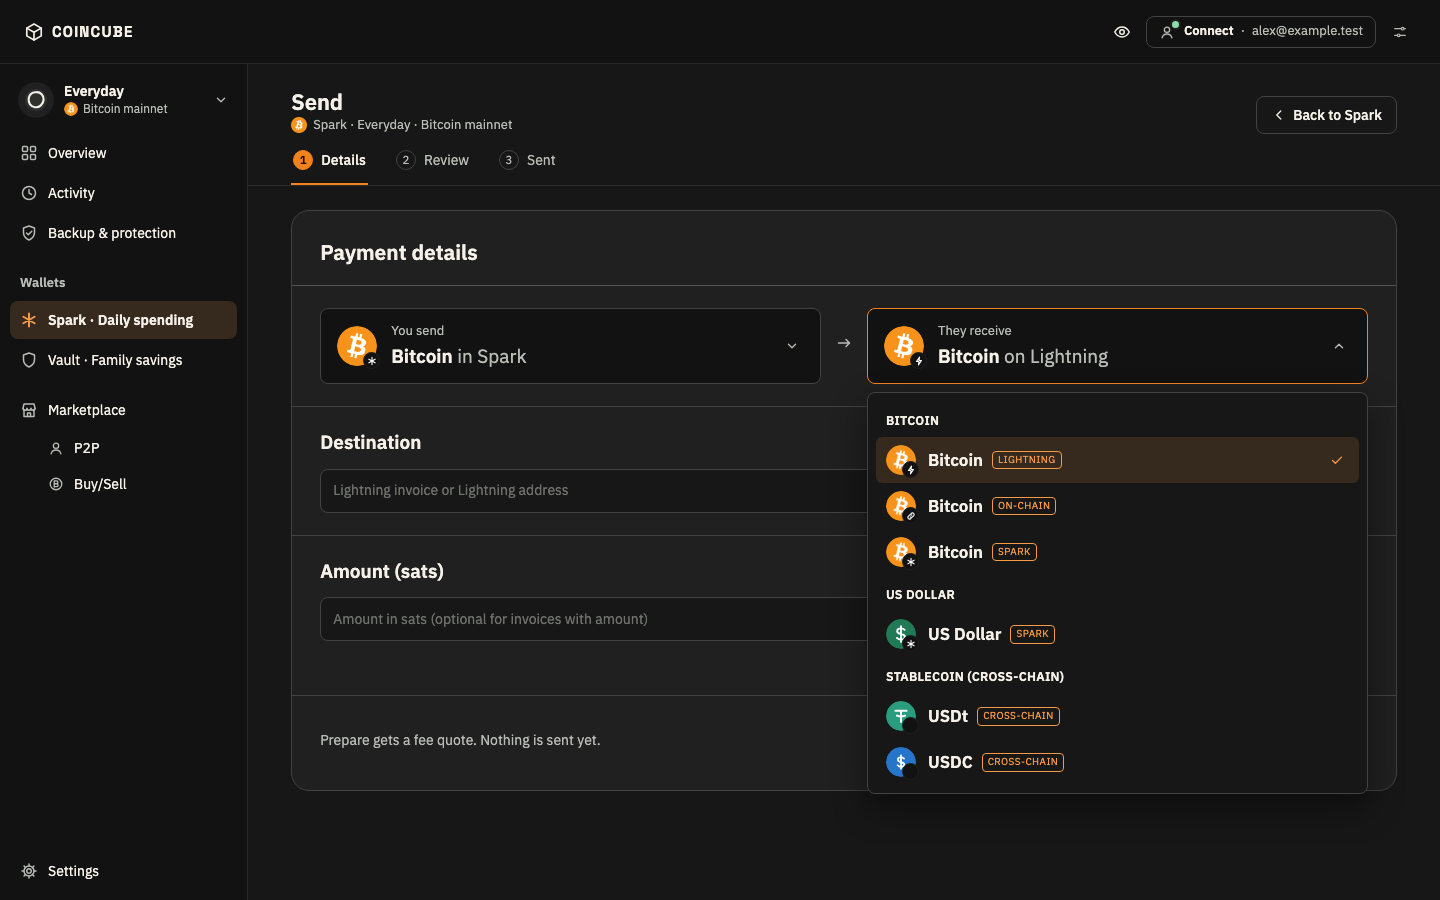 COINCUBE
Connect · alex@example.test
Everyday
Bitcoin mainnet
Overview
Activity
Backup & protection
Wallets
Spark · Daily spending
Vault · Family savings
Marketplace
P2P
Buy/Sell
Settings
Send
Spark · Everyday · Bitcoin mainnet
Back to Spark
1 Details
2 Review
3 Sent
Payment details
You send
Bitcoin in Spark
They receive
Bitcoin on Lightning
Destination
Lightning invoice or Lightning address
Amount (sats)
Amount in sats (optional for invoices with amount)
Prepare gets a fee quote. Nothing is sent yet.
BITCOIN
Bitcoin LIGHTNING
Bitcoin ON-CHAIN
Bitcoin SPARK
US DOLLAR
US Dollar SPARK
STABLECOIN (CROSS-CHAIN)
USDt CROSS-CHAIN
USDC CROSS-CHAIN